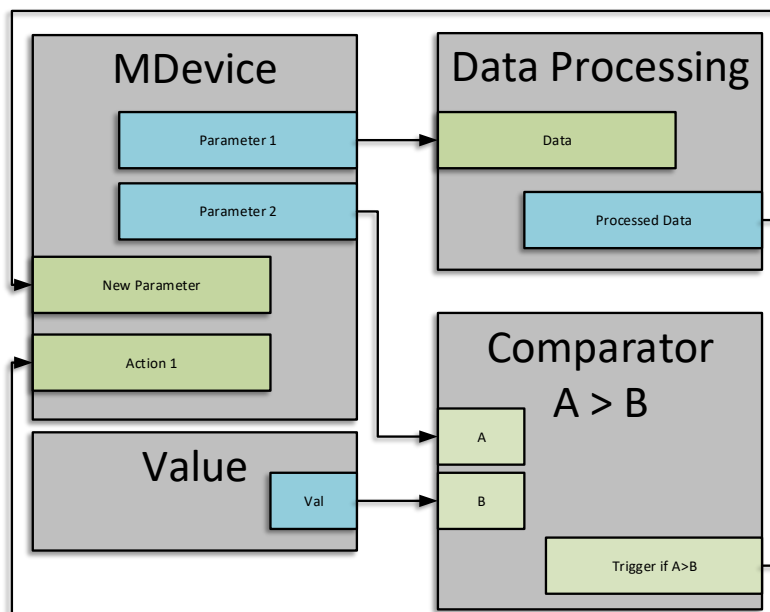 MDevice
Parameter 1
Parameter 2
New Parameter
Action 1
Data Processing
Data
Processed Data
Value
Val
Comparator
A > B
A
B
Trigger if A>B